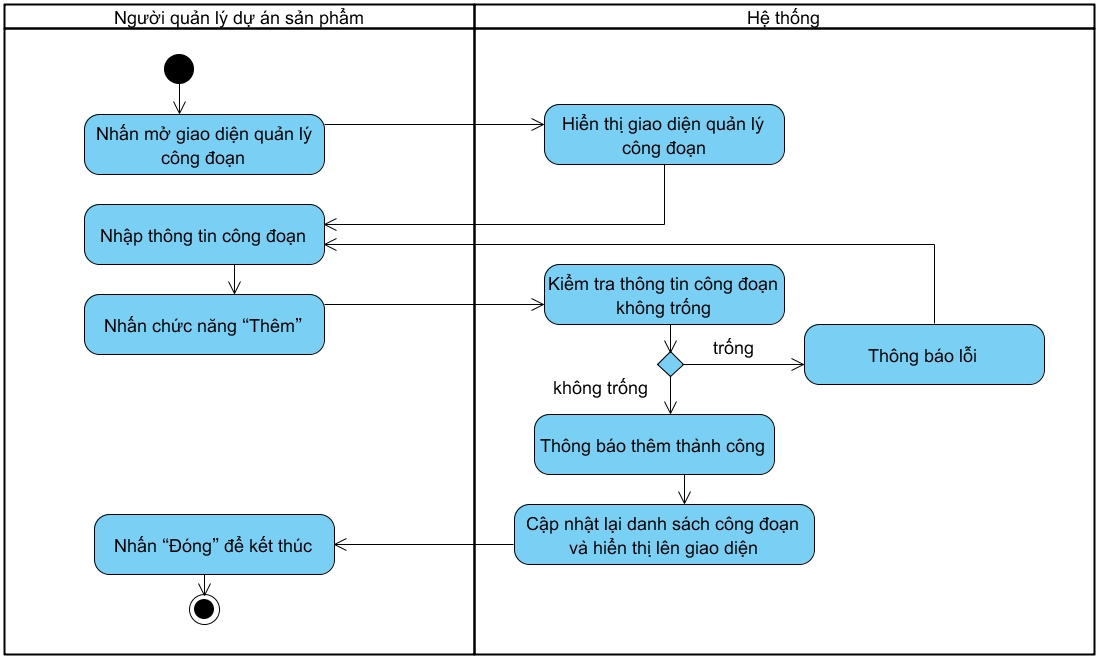 Người quản lý dự án sản phẩm
Hệ thống
Nhấn mở giao diện quản lý
công đoạn
Hiển thị giao diện quản lý
công đoạn
Nhập thông tin công đoạn
Kiểm tra thông tin công đoạn
không trống
Nhấn chức năng “Thêm”
trống
Thông báo lỗi
không trống
Thông báo thêm thành công
Cập nhật lại danh sách công đoạn
và hiển thị lên giao diện
Nhấn “Đóng” để kết thúc